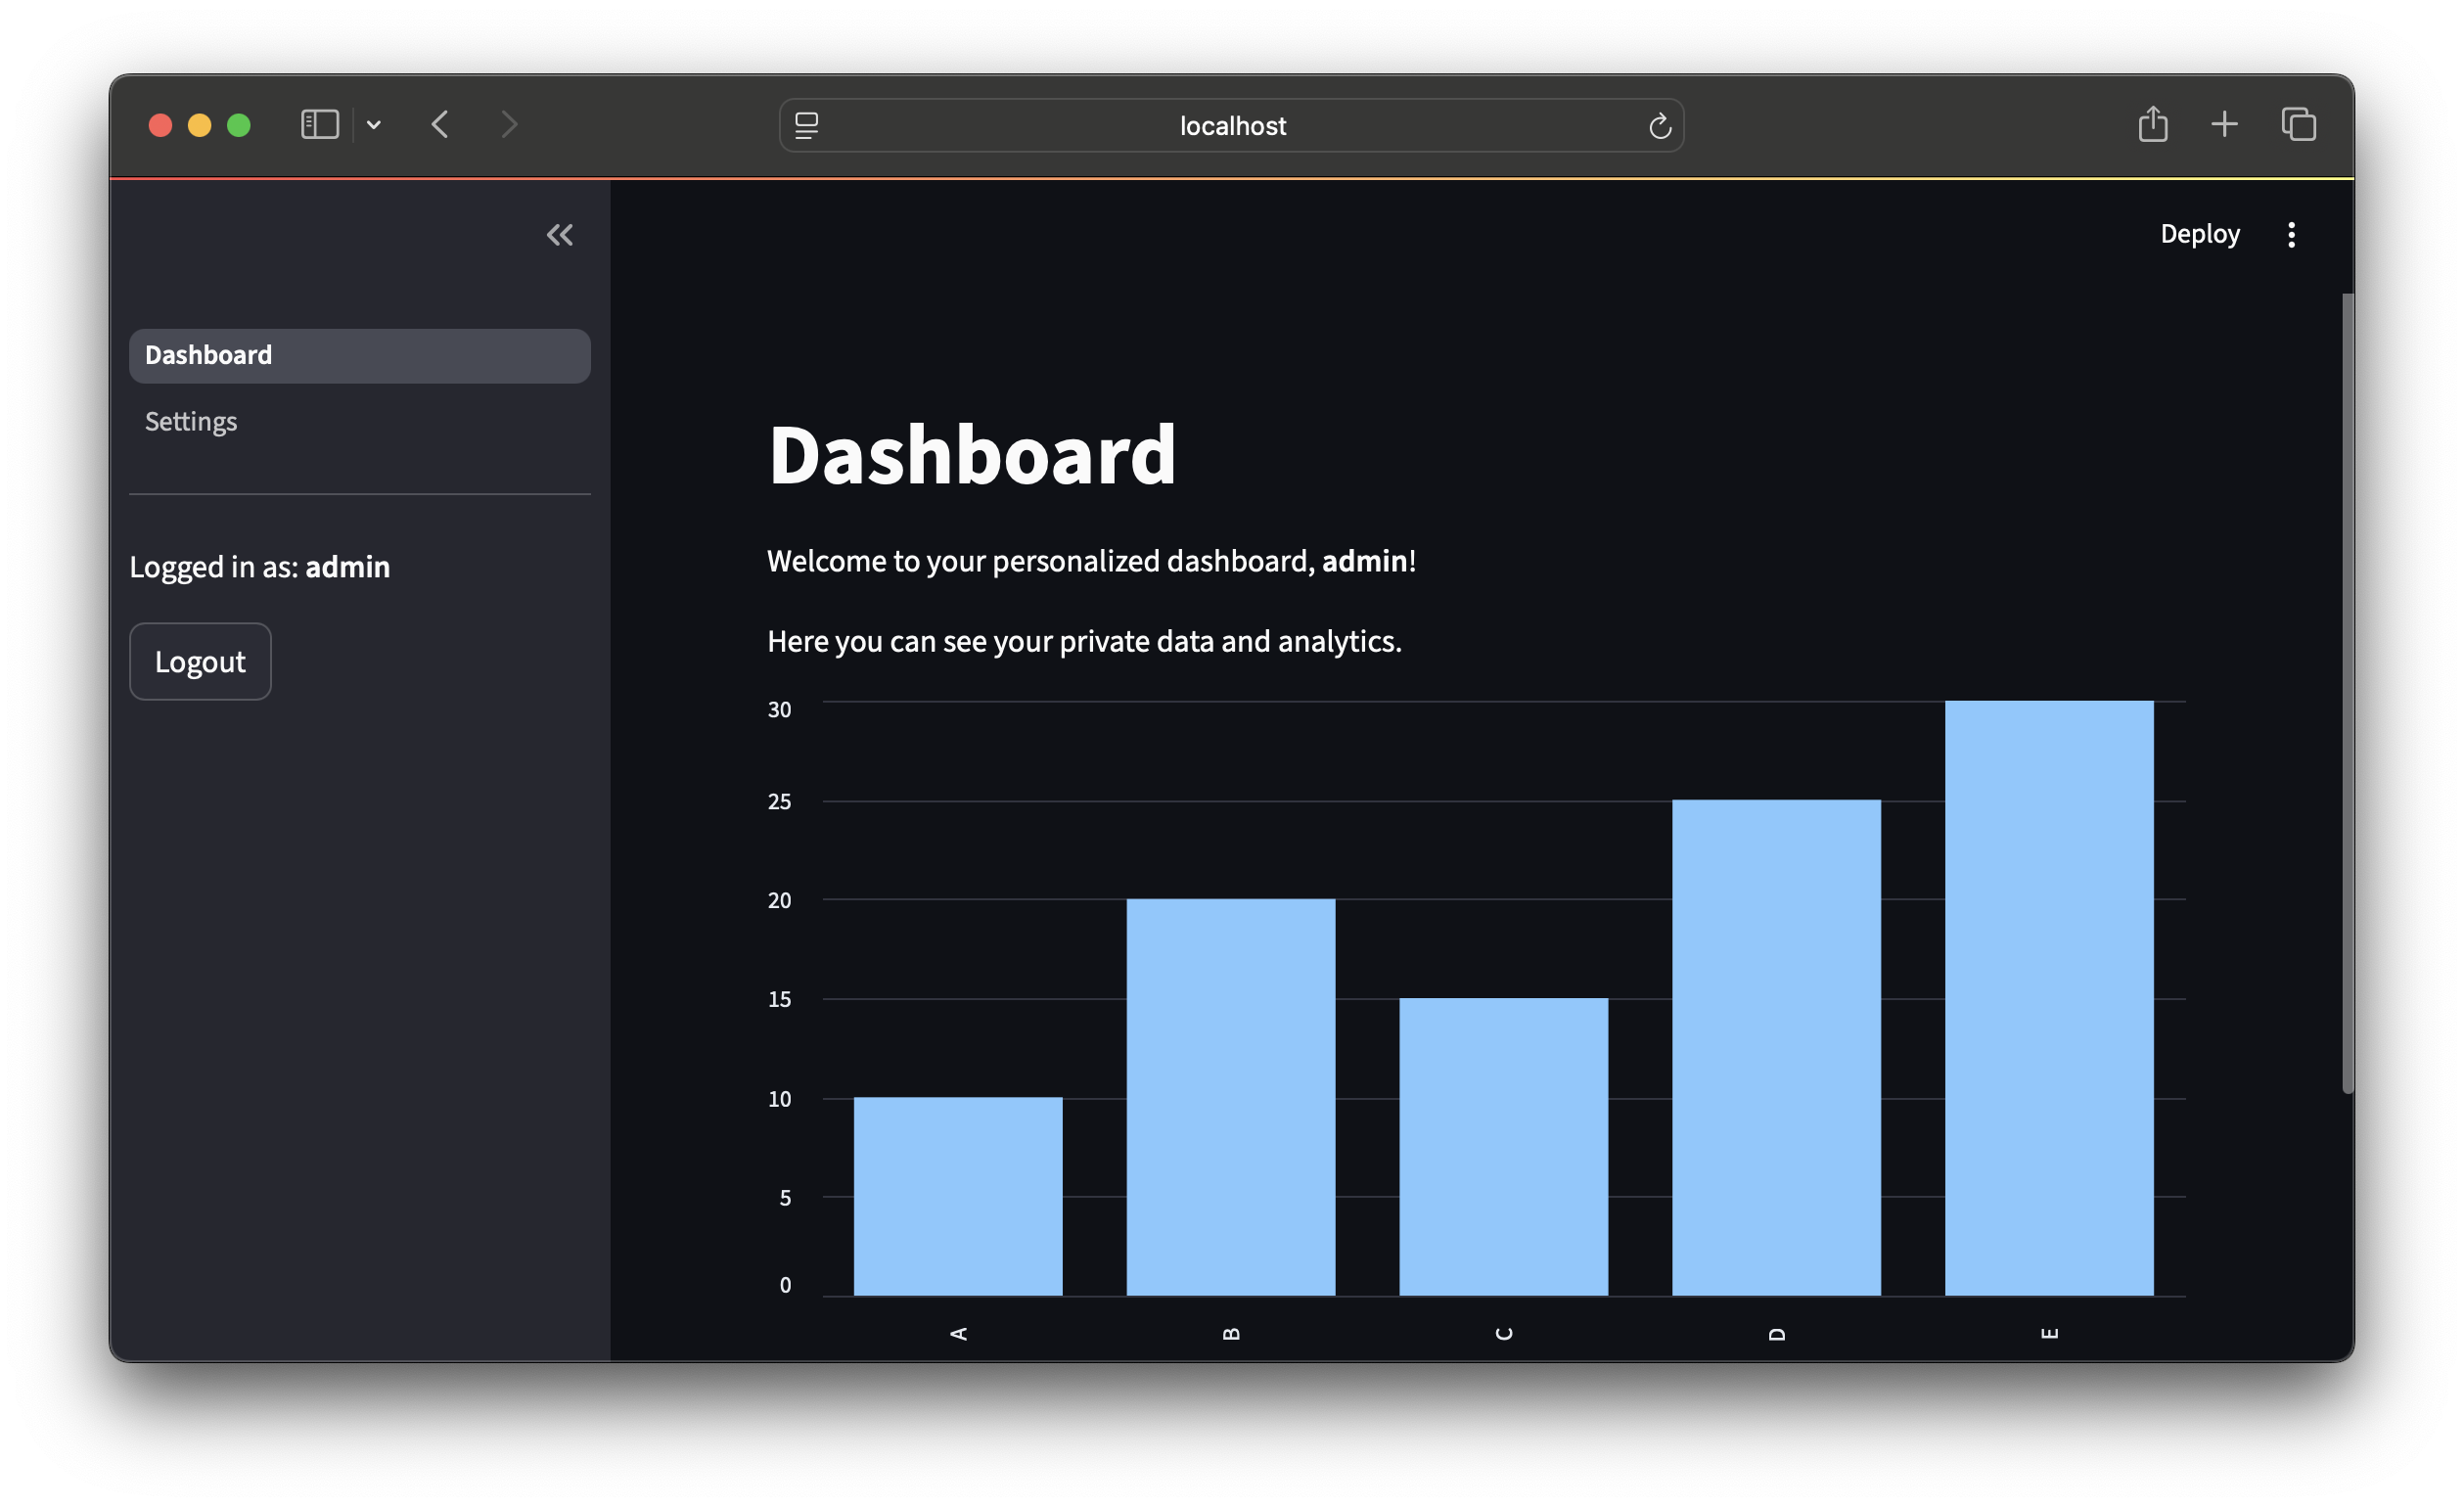 localhost
Deploy
Dashboard
Settings
Logged in as: admin
Logout
Dashboard
Welcome to your personalized dashboard, admin!
Here you can see your private data and analytics.
30
25
20
15
10
5
0
A B C D E